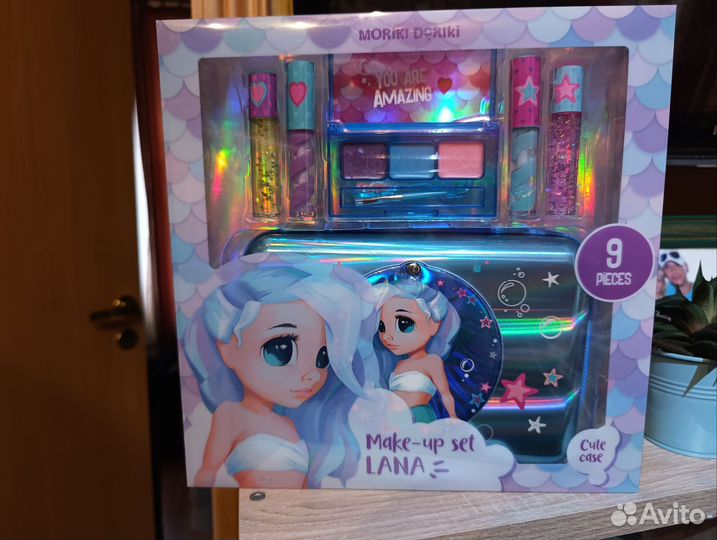 MORIKI DORIKI
YOU ARE
AMAZING
9
PIECES
Make-up set
LANA
Cute
case
Avito